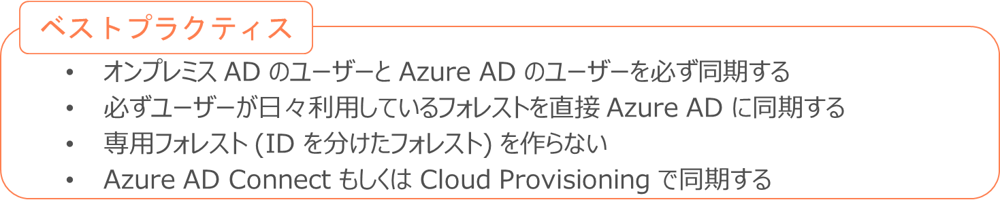 ベストプラクティス
• オンプレミス AD のユーザーと Azure AD のユーザーを必ず同期する
• 必ずユーザーが日々利用しているフォレストを直接 Azure AD に同期する
• 専用フォレスト (ID を分けたフォレスト) を作らない
• Azure AD Connect もしくは Cloud Provisioning で同期する